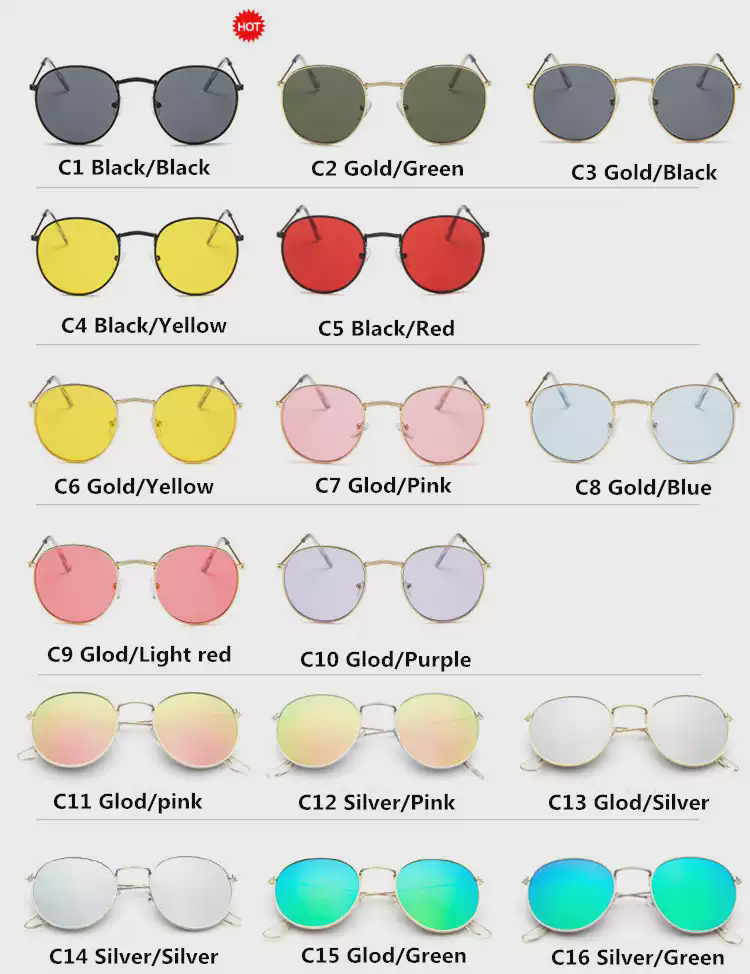 HOT
C1 Black/Black
C2 Gold/Green
C3 Gold/Black
C4 Black/Yellow
C5 Black/Red
C6 Gold/Yellow
C7 Glod/Pink
C8 Gold/Blue
C9 Glod/Light red
C10 Glod/Purple
C11 Glod/pink
C12 Silver/Pink
C13 Glod/Silver
C14 Silver/Silver
C15 Glod/Green
C16 Silver/Green